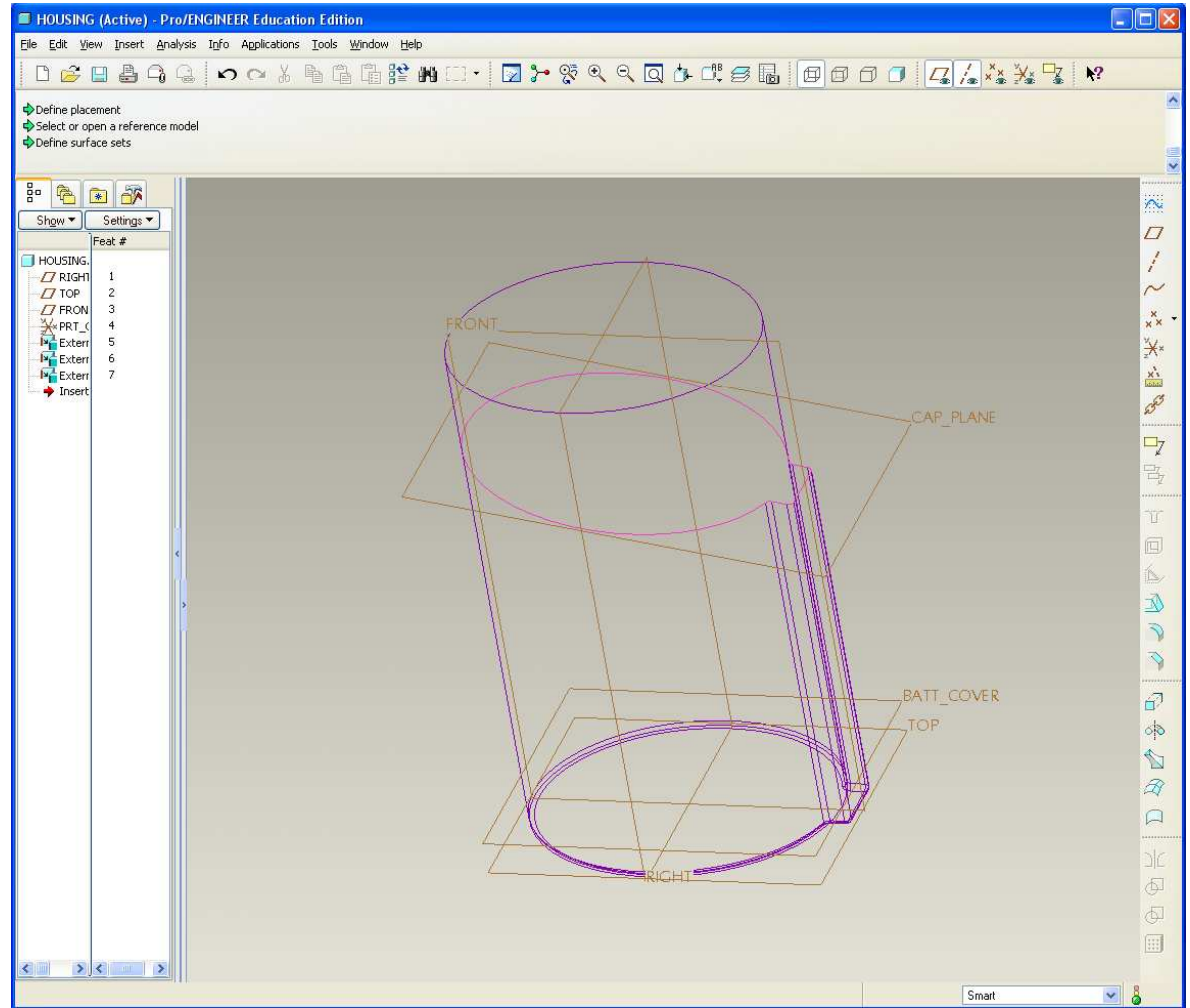 HOUSING (Active) - Pro/ENGINEER Education Edition
File Edit View Insert Analysis Info Applications Tools Window Help
Define placement
Select or open a reference model
Define surface sets
Show Settings
Feat #
HOUSING.
RIGHT 1
TOP 2
FRON 3
PRT_C 4
Exterr 5
Exterr 6
Exterr 7
Insert
FRONT
CAP_PLANE
BATT_COVER
TOP
RIGHT
Smart